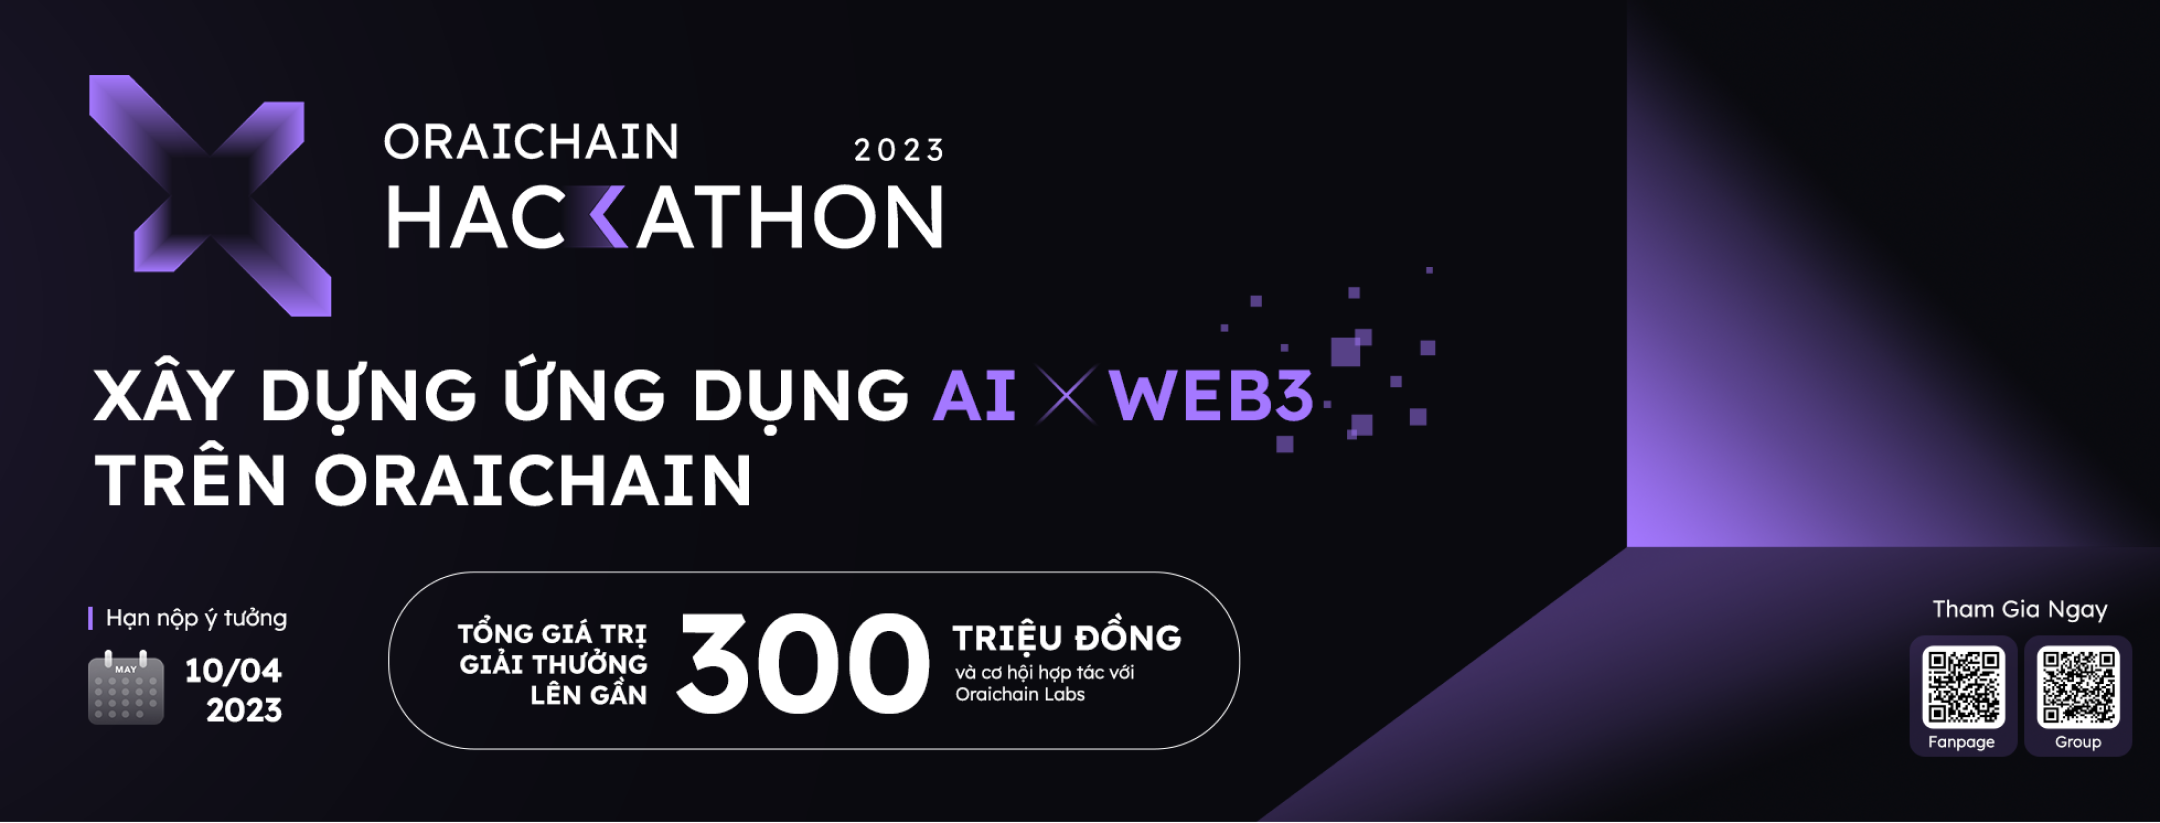 ORAICHAIN
2023
HACKATHON
XÂY DỰNG ỨNG DỤNG AI X WEB3
TRÊN ORAICHAIN
Hạn nộp ý tưởng
MAY
10/04
2023
TỔNG GIÁ TRỊ
GIẢI THƯỞNG
LÊN GẦN
300
TRIỆU ĐỒNG
và cơ hội hợp tác với
Oraichain Labs
Tham Gia Ngay
Fanpage
Group